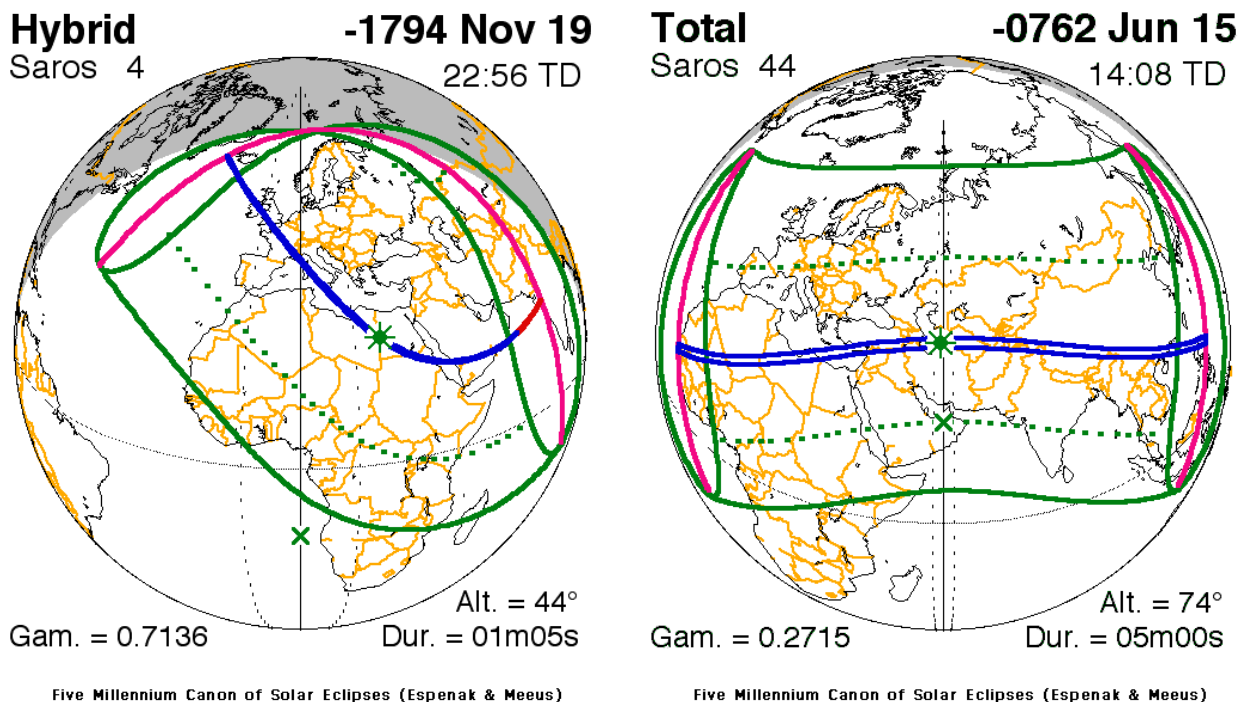 Hybrid -1794 Nov 19
Saros 4 22:56 TD
Alt. = 44°
Gam. = 0.7136 Dur. = 01m05s
Five Millennium Canon of Solar Eclipses (Espenak & Meeus)
Total -0762 Jun 15
Saros 44 14:08 TD
Alt. = 74°
Gam. = 0.2715 Dur. = 05m00s
Five Millennium Canon of Solar Eclipses (Espenak & Meeus)